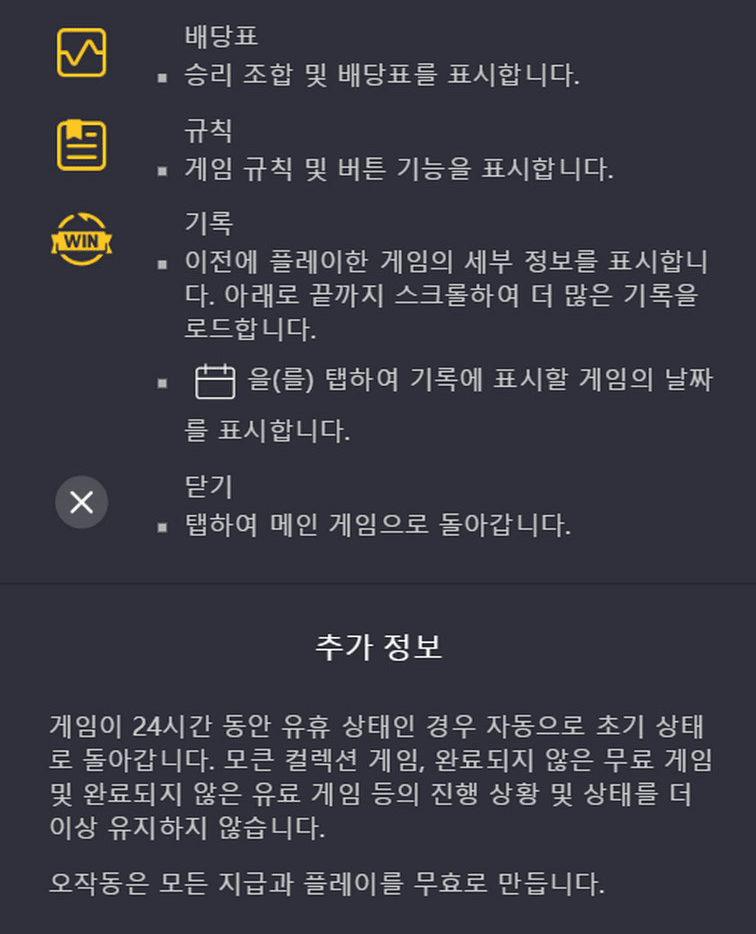 배당표
▪ 승리 조합 및 배당표를 표시합니다.
규칙
▪ 게임 규칙 및 버튼 기능을 표시합니다.
WIN
기록
▪ 이전에 플레이한 게임의 세부 정보를 표시합니
다. 아래로 끝까지 스크롤하여 더 많은 기록을
로드합니다.
▪ 을(를) 탭하여 기록에 표시할 게임의 날짜
를 표시합니다.
닫기
▪ 탭하여 메인 게임으로 돌아갑니다.
추가 정보
게임이 24시간 동안 유휴 상태인 경우 자동으로 초기 상태
로 돌아갑니다. 모큰 컬렉션 게임, 완료되지 않은 무료 게임
및 완료되지 않은 유료 게임 등의 진행 상황 및 상태를 더
이상 유지하지 않습니다.
오작동은 모든 지급과 플레이를 무효로 만듭니다.